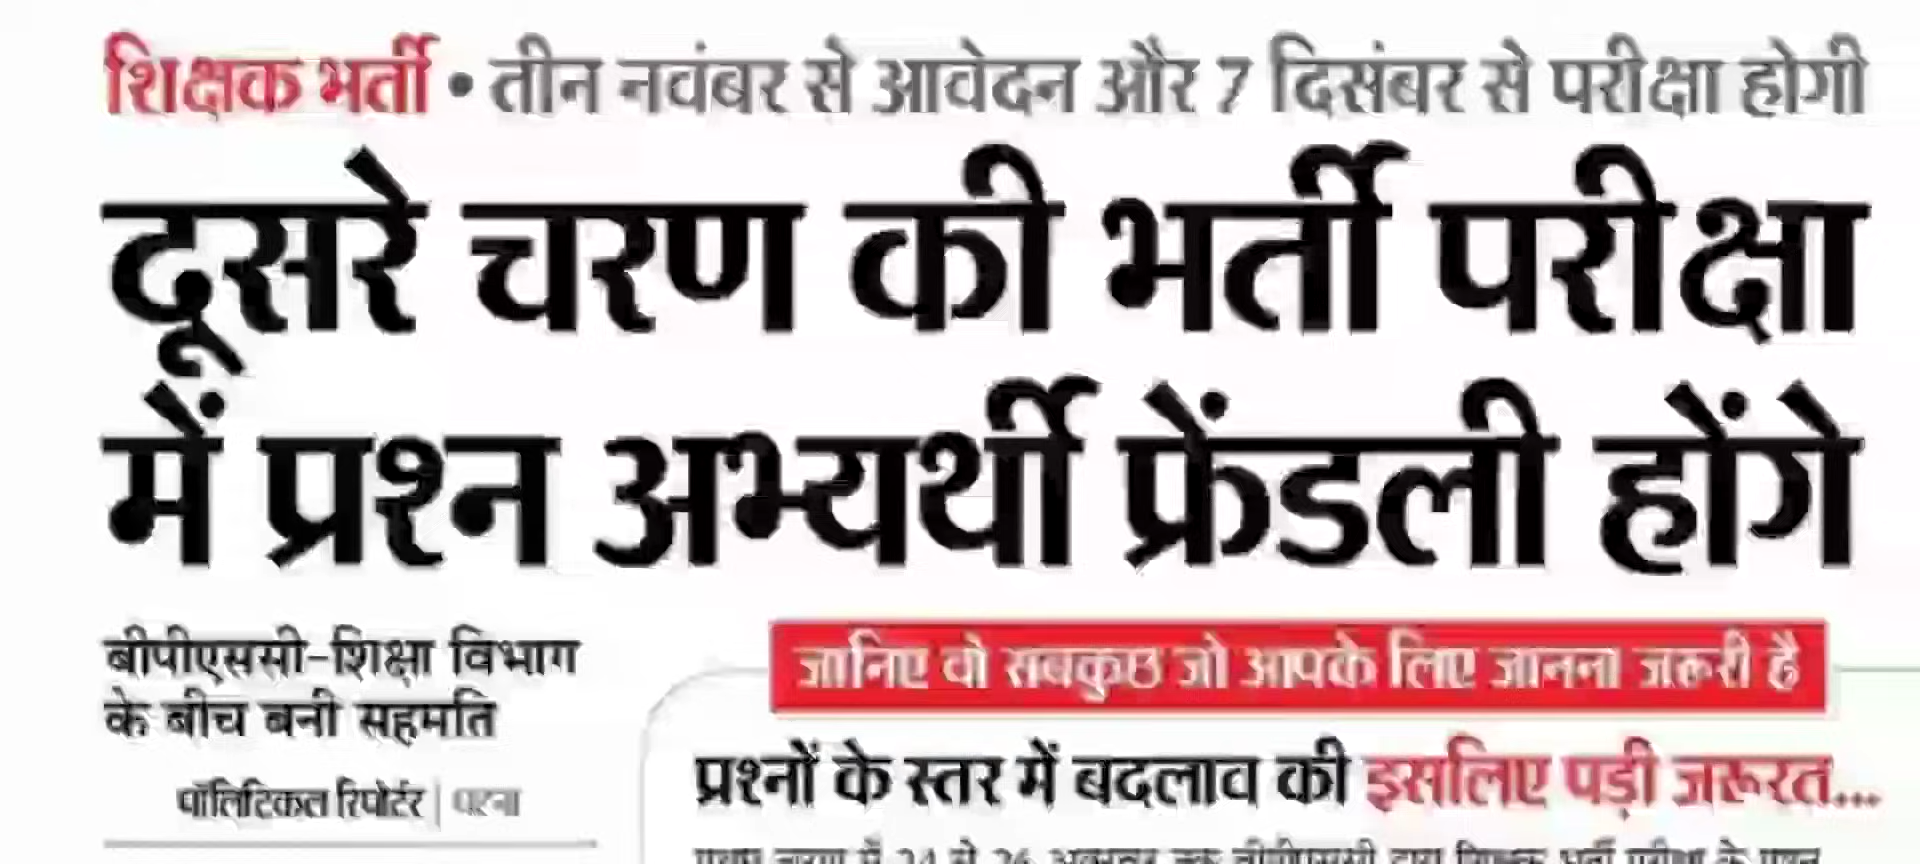 शिक्षक भर्ती • तीन नवंबर से आवेदन और 7 दिसंबर से परीक्षा होगी
दूसरे चरण की भर्ती परीक्षा
में प्रश्न अभ्यर्थी फ्रेंडली होंगे
बीपीएससी-शिक्षा विभाग
के बीच बनी सहमति
पॉलिटिकल रिपोर्टर | पटना
जानिए वो सबकुछ जो आपके लिए जानना जरूरी है
प्रश्नों के स्तर में बदलाव की इसलिए पड़ी जरूरत...